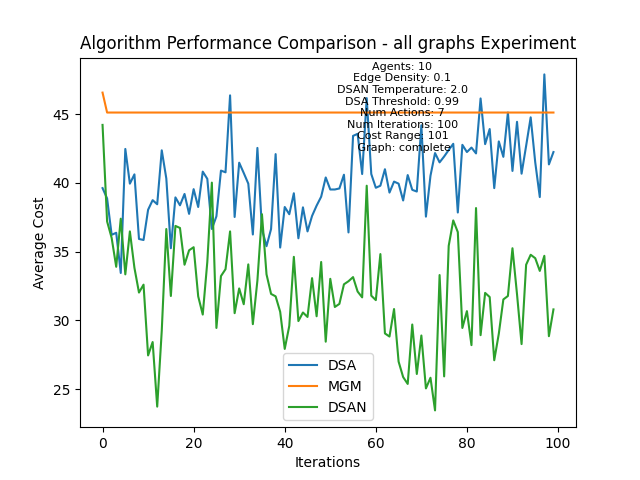 Algorithm Performance Comparison - all graphs Experiment
Agents: 10
Edge Density: 0.1
DSAN Temperature: 2.0
DSA Threshold: 0.99
Num Actions: 7
Num Iterations: 100
Cost Range: 101
Graph: complete
Average Cost
45
40
35
30
25
DSA
MGM
DSAN
0
20
40
60
80
100
Iterations